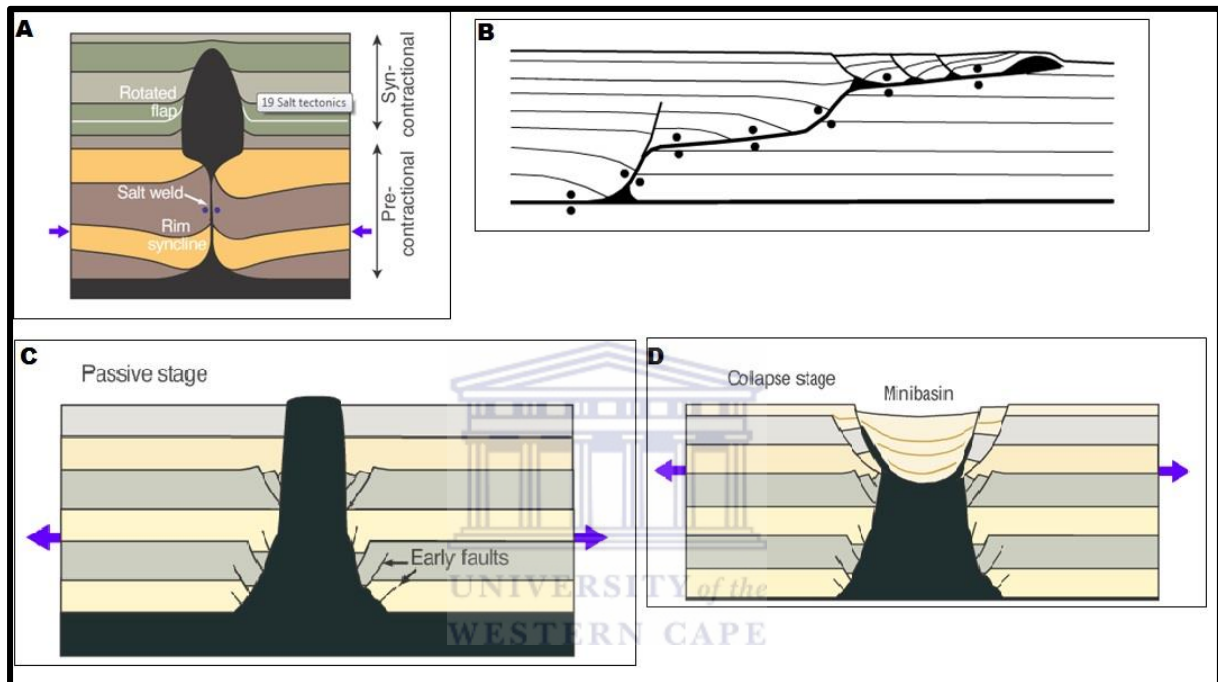 A
Rotated
flap
19 Salt tectonics
Syn-
contractional
Salt weld
Rim
syncline
Pre-
contractional
B
C
Passive stage
Early faults
D
Collapse stage
Minibasin
UNIVERSITY of the
WESTERN CAPE